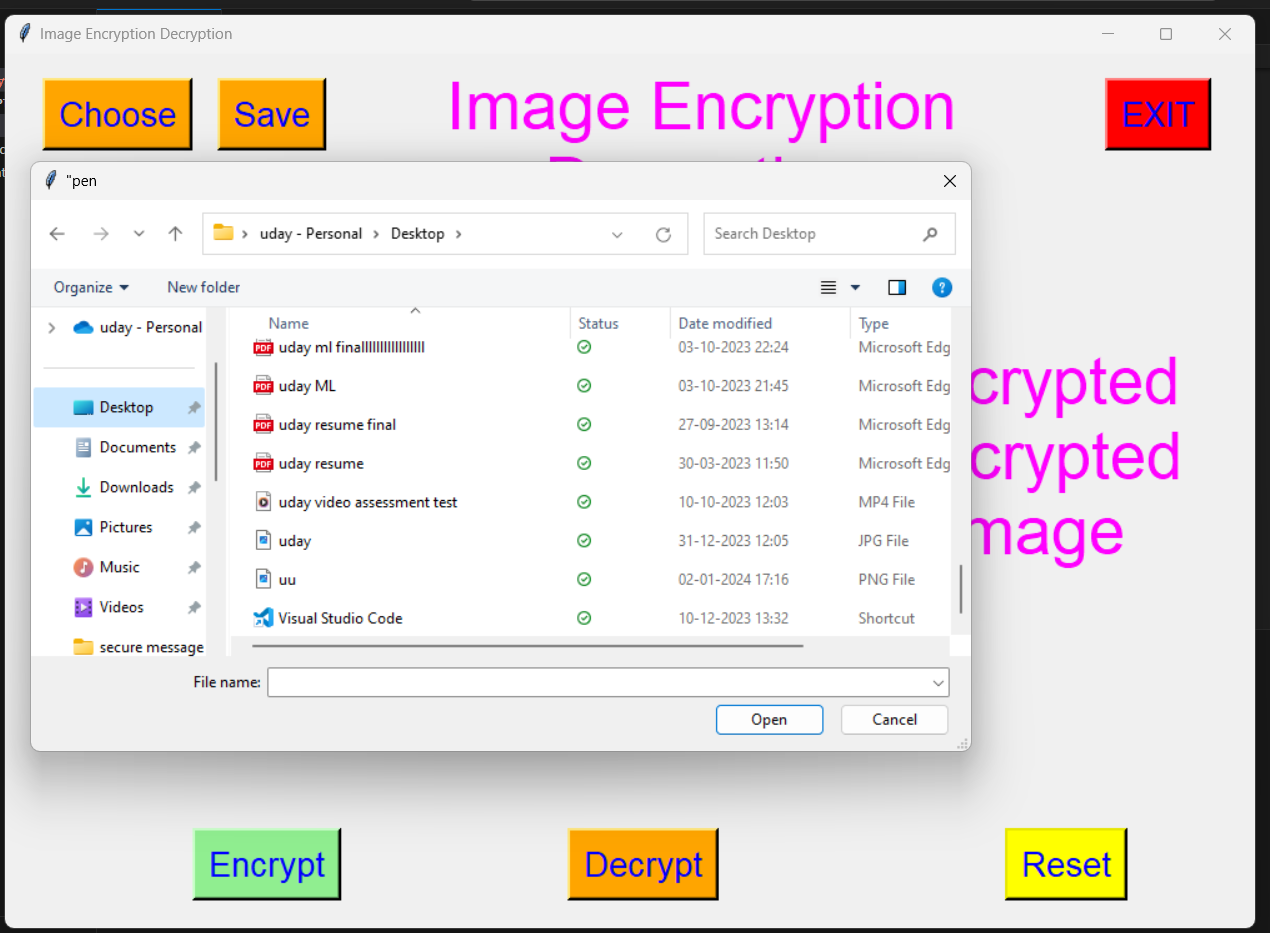 Image Encryption Decryption
Choose
Save
Image Encryption
EXIT
"pen
uday - Personal
Desktop
Search Desktop
Organize
New folder
uday - Personal
Desktop
Documents
Downloads
Pictures
Music
Videos
secure message
Name
Status
Date modified
Type
uday ml finalllllllllllllllll 03-10-2023 22:24 Microsoft Edg
uday ML 03-10-2023 21:45 Microsoft Edg
uday resume final 27-09-2023 13:14 Microsoft Edg
uday resume 30-03-2023 11:50 Microsoft Edg
uday video assessment test 10-10-2023 12:03 MP4 File
uday 31-12-2023 12:05 JPG File
uu 02-01-2024 17:16 PNG File
Visual Studio Code 10-12-2023 13:32 Shortcut
File name:
Open
Cancel
crypted
crypted
mage
Encrypt
Decrypt
Reset